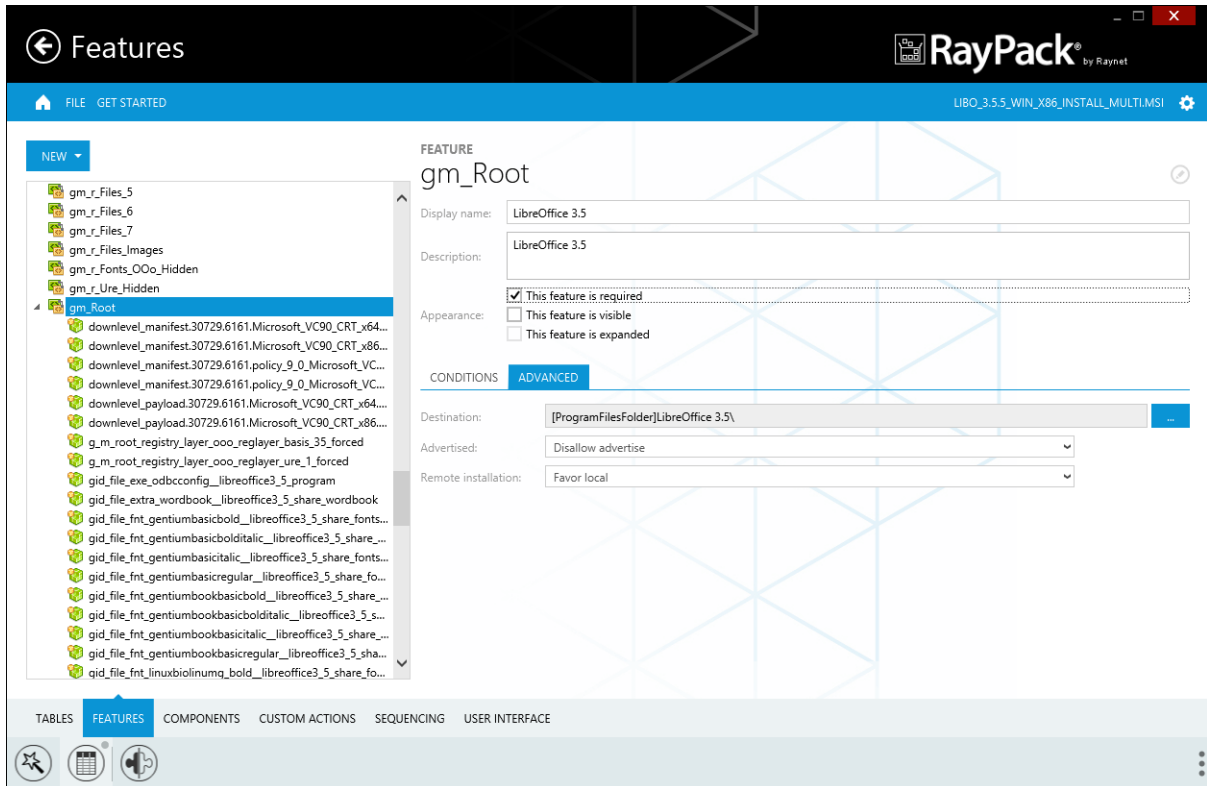 Features
RayPack® by Raynet
FILE GET STARTED
LIBO_3.5.5_WIN_X86_INSTALL_MULTI.MSI
NEW
gm_r_Files_5
gm_r_Files_6
gm_r_Files_7
gm_r_Files_Images
gm_r_Fonts_OOo_Hidden
gm_r_Ure_Hidden
gm_Root
downlevel_manifest.30729.6161.Microsoft_VC90_CRT_x64...
downlevel_manifest.30729.6161.Microsoft_VC90_CRT_x86...
downlevel_manifest.30729.6161.policy_9_0_Microsoft_VC...
downlevel_manifest.30729.6161.policy_9_0_Microsoft_VC...
downlevel_payload.30729.6161.Microsoft_VC90_CRT_x64....
downlevel_payload.30729.6161.Microsoft_VC90_CRT_x86....
g_m_root_registry_layer_ooo_reglayer_basis_35_forced
g_m_root_registry_layer_ooo_reglayer_ure_1_forced
gid_file_exe_odbcconfig__libreoffice3_5_program
gid_file_extra_wordbook__libreoffice3_5_share_wordbook
gid_file_fnt_gentiumbasicbold__libreoffice3_5_share_fonts...
gid_file_fnt_gentiumbasicbolditalic__libreoffice3_5_share_...
gid_file_fnt_gentiumbasicitalic__libreoffice3_5_share_fonts...
gid_file_fnt_gentiumbasicregular__libreoffice3_5_share_fo...
gid_file_fnt_gentiumbookbasicbold__libreoffice3_5_share_...
gid_file_fnt_gentiumbookbasicbolditalic__libreoffice3_5_s...
gid_file_fnt_gentiumbookbasicitalic__libreoffice3_5_share_...
gid_file_fnt_gentiumbookbasicregular__libreoffice3_5_sha...
gid_file_fnt_linuxbiolinumg_bold__libreoffice3_5_share_fo...
FEATURE
gm_Root
Display name: LibreOffice 3.5
Description: LibreOffice 3.5
Appearance:
This feature is required
This feature is visible
This feature is expanded
CONDITIONS ADVANCED
Destination: [ProgramFilesFolder]LibreOffice 3.5\ ...
Advertised: Disallow advertise
Remote installation: Favor local
TABLES FEATURES COMPONENTS CUSTOM ACTIONS SEQUENCING USER INTERFACE